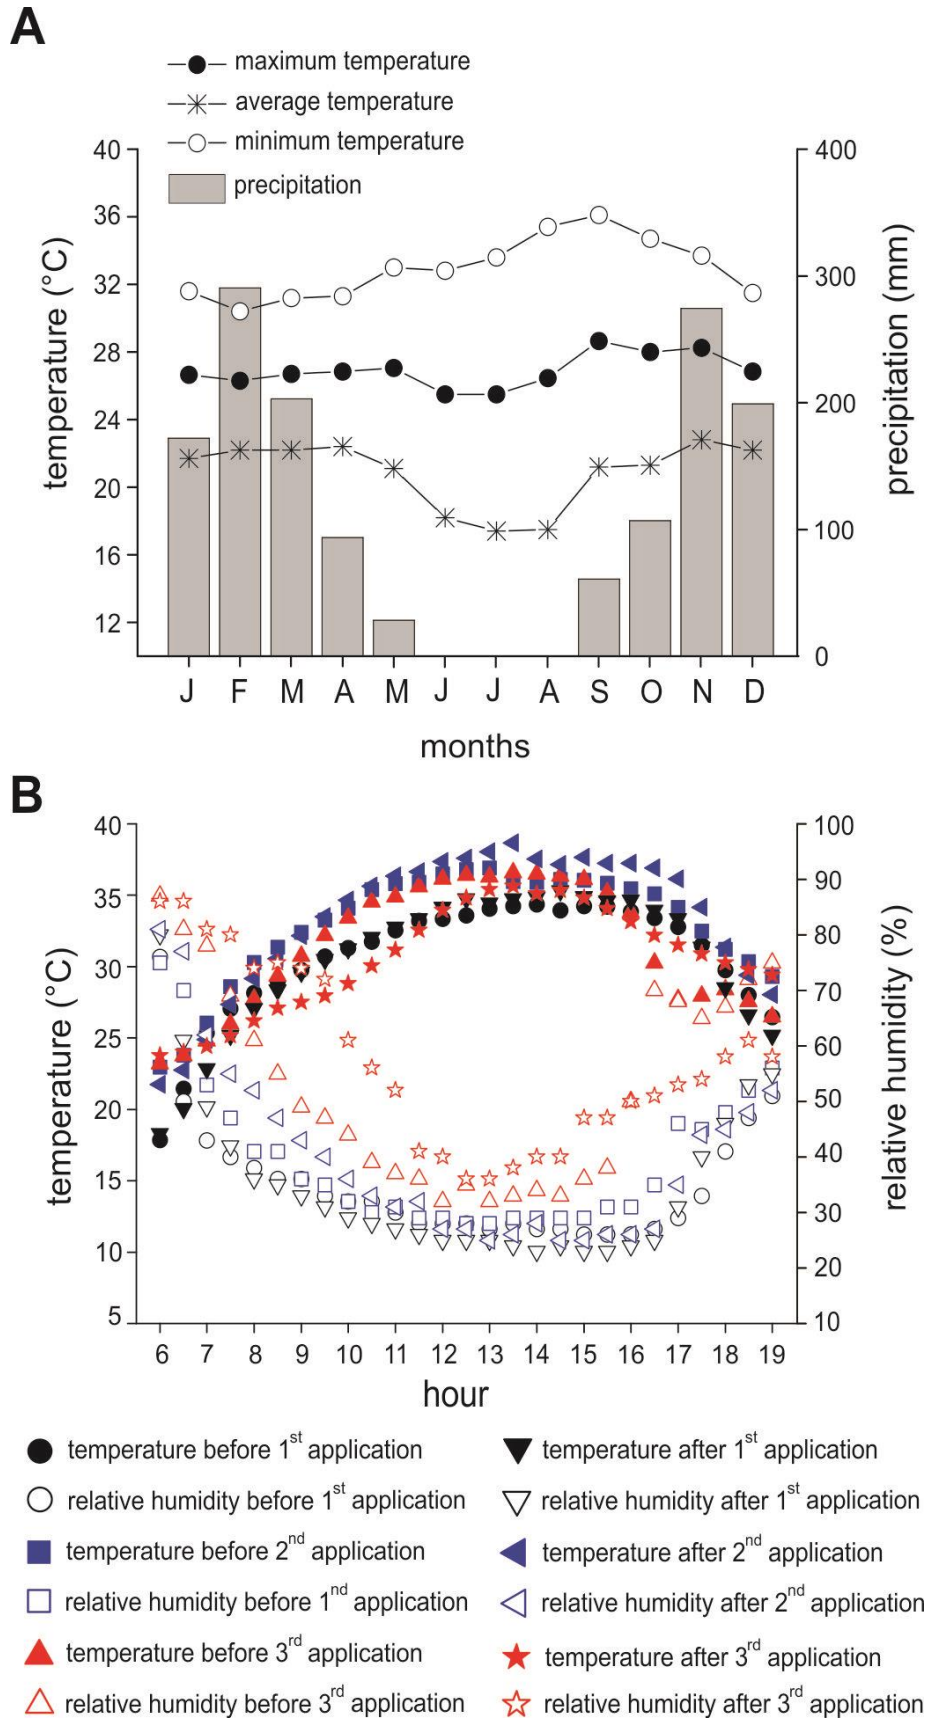 A
maximum temperature
average temperature
minimum temperature
precipitation
40
36
32
28
24
20
16
12
temperature (°C)
400
300
200
100
0
precipitation (mm)
J F M A M J J A S O N D
months
B
40
35
30
25
20
15
10
5
temperature (°C)
100
90
80
70
60
50
40
30
20
10
relative humidity (%)
6 7 8 9 10 11 12 13 14 15 16 17 18 19
hour
temperature before 1st application
temperature after 1st application
relative humidity before 1st application
relative humidity after 1st application
temperature before 2nd application
temperature after 2nd application
relative humidity before 1nd application
relative humidity after 2nd application
temperature before 3rd application
temperature after 3rd application
relative humidity before 3rd application
relative humidity after 3rd application